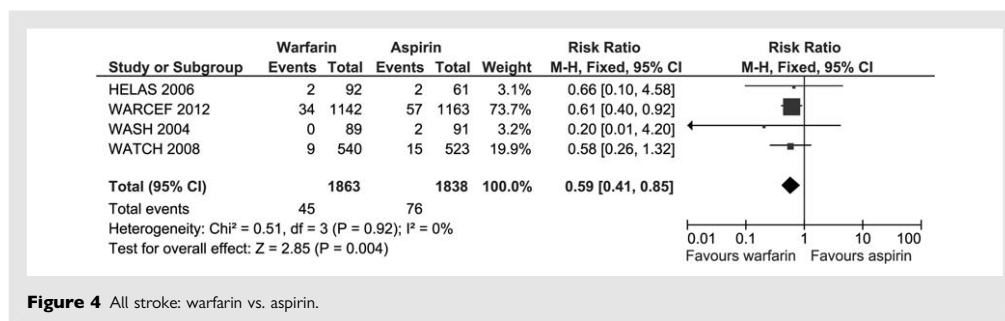 Warfarin Aspirin Risk Ratio Risk Ratio
Study or Subgroup Events Total Events Total Weight M-H, Fixed, 95% CI M-H, Fixed, 95% CI
HELAS 2006 2 92 2 61 3.1% 0.66 [0.10, 4.58]
WARCEF 2012 34 1142 57 1163 73.7% 0.61 [0.40, 0.92]
WASH 2004 0 89 2 91 3.2% 0.20 [0.01, 4.20]
WATCH 2008 9 540 15 523 19.9% 0.58 [0.26, 1.32]
Total (95% CI) 1863 1838 100.0% 0.59 [0.41, 0.85]
Total events 45 76
Heterogeneity: Chi² = 0.51, df = 3 (P = 0.92); I² = 0%
Test for overall effect: Z = 2.85 (P = 0.004)
0.01 0.1 1 10 100
Favours warfarin Favours aspirin
Figure 4 All stroke: warfarin vs. aspirin.